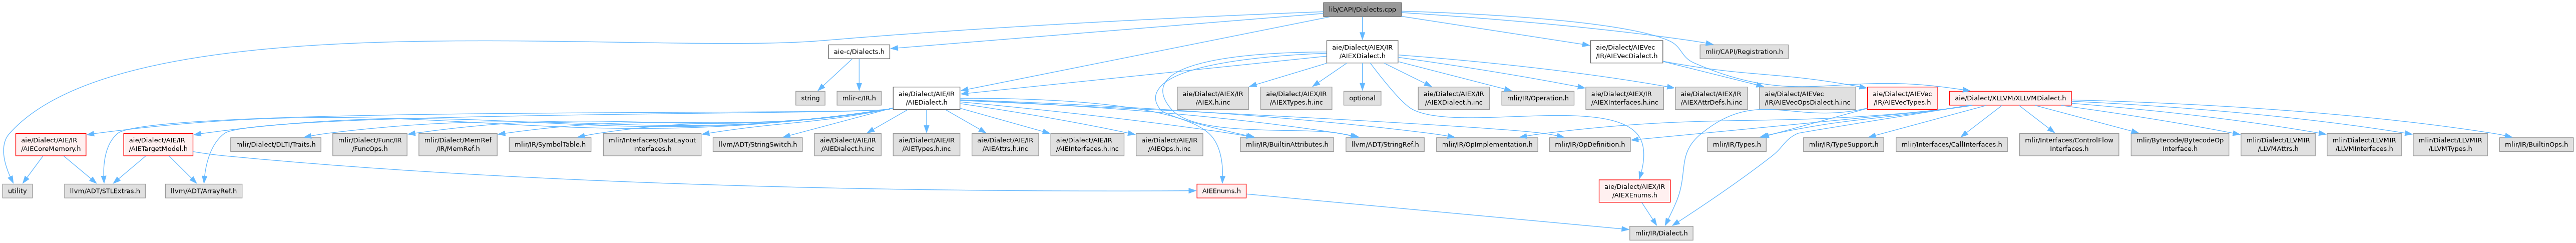 lib/CAPI/Dialects.cpp
aie-c/Dialects.h
aie/Dialect/AIEX/IR
/AIEXDialect.h
aie/Dialect/AIEVec
/IR/AIEVecDialect.h
mlir/CAPI/Registration.h
string
mlir-c/IR.h
aie/Dialect/AIE/IR
/AIEDialect.h
aie/Dialect/AIEX/IR
/AIEX.h.inc
aie/Dialect/AIEX/IR
/AIEXTypes.h.inc
optional
aie/Dialect/AIEX/IR
/AIEXDialect.h.inc
mlir/IR/Operation.h
aie/Dialect/AIEX/IR
/AIEXInterfaces.h.inc
aie/Dialect/AIEX/IR
/AIEXAttrDefs.h.inc
aie/Dialect/AIEVec
/IR/AIEVecOpsDialect.h.inc
aie/Dialect/AIEVec
/IR/AIEVecTypes.h
aie/Dialect/XLLVM/XLLVMDialect.h
aie/Dialect/AIE/IR
/AIECoreMemory.h
aie/Dialect/AIE/IR
/AIETargetModel.h
mlir/Dialect/DLTI/Traits.h
mlir/Dialect/Func/IR
/FuncOps.h
mlir/Dialect/MemRef
/IR/MemRef.h
mlir/IR/SymbolTable.h
mlir/Interfaces/DataLayout
Interfaces.h
llvm/ADT/StringSwitch.h
aie/Dialect/AIE/IR
/AIEDialect.h.inc
aie/Dialect/AIE/IR
/AIETypes.h.inc
aie/Dialect/AIE/IR
/AIEAttrs.h.inc
aie/Dialect/AIE/IR
/AIEInterfaces.h.inc
aie/Dialect/AIE/IR
/AIEOps.h.inc
mlir/IR/BuiltinAttributes.h
llvm/ADT/StringRef.h
mlir/IR/OpImplementation.h
mlir/IR/OpDefinition.h
mlir/IR/Types.h
mlir/IR/TypeSupport.h
mlir/Interfaces/CallInterfaces.h
mlir/Interfaces/ControlFlow
Interfaces.h
mlir/Bytecode/BytecodeOp
Interface.h
mlir/Dialect/LLVMIR
/LLVMAttrs.h
mlir/Dialect/LLVMIR
/LLVMInterfaces.h
mlir/Dialect/LLVMIR
/LLVMTypes.h
mlir/IR/BuiltinOps.h
utility
llvm/ADT/STLExtras.h
llvm/ADT/ArrayRef.h
AIEEnums.h
aie/Dialect/AIEX/IR
/AIEXEnums.h
mlir/IR/Dialect.h